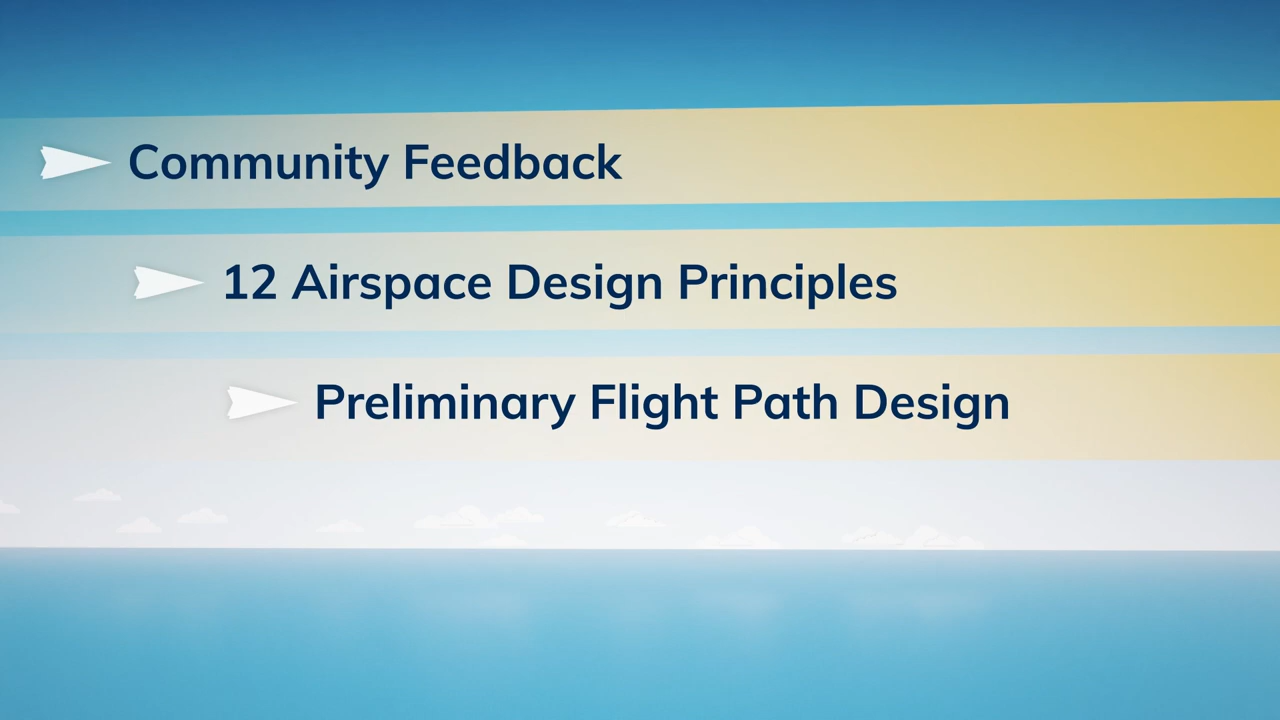 Community Feedback
12 Airspace Design Principles
Preliminary Flight Path Design